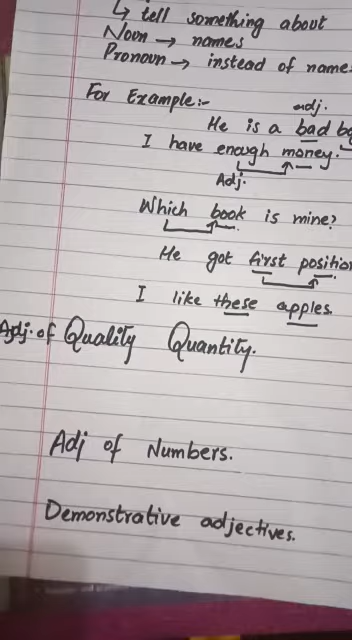 ↳ tell something about
Noun → names
Pronoun → instead of name
For Example:-
adj.
He is a bad
I have enough money.
Adj.
Which book is mine?
He got first position
I like these apples.
Adj. of Quality Quantity.
Adj of Numbers.
Demonstrative adjectives.